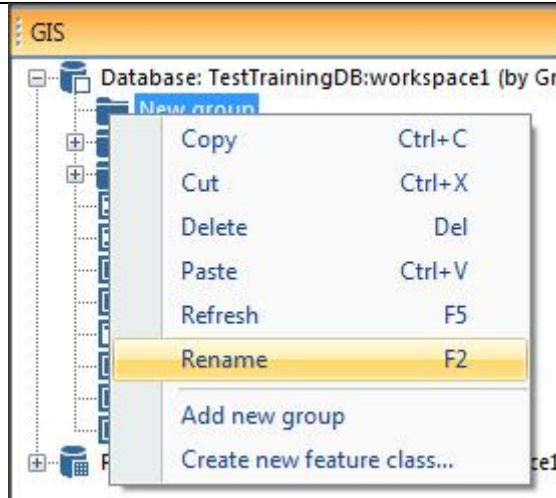 GIS
Database: TestTrainingDB:workspace1 (by Gr
New group
Copy Ctrl+C
Cut Ctrl+X
Delete Del
Paste Ctrl+V
Refresh F5
Rename F2
Add new group
Create new feature class...